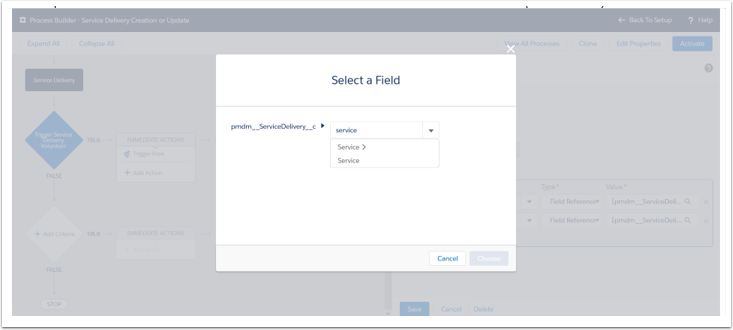 Process Builder - Service Delivery Creation or Update
Back To Setup
? Help
Expand All
Collapse All
View All Processes
Clone
Edit Properties
Activate
Service Delivery
Select a Field
pmdm__ServiceDelivery__c
service
Service >
Service
Trigger Service
Delivery
TRUE
IMMEDIATE ACTIONS
Trigger Flow
+ Add Action
FALSE
Type *
Value *
Field Reference
[pmdm__ServiceDeli...
Field Reference
[pmdm__ServiceDeli...
+ Add Criteria
TRUE
IMMEDIATE ACTIONS
FALSE
Cancel
Choose
STOP
Save
Cancel
Delete